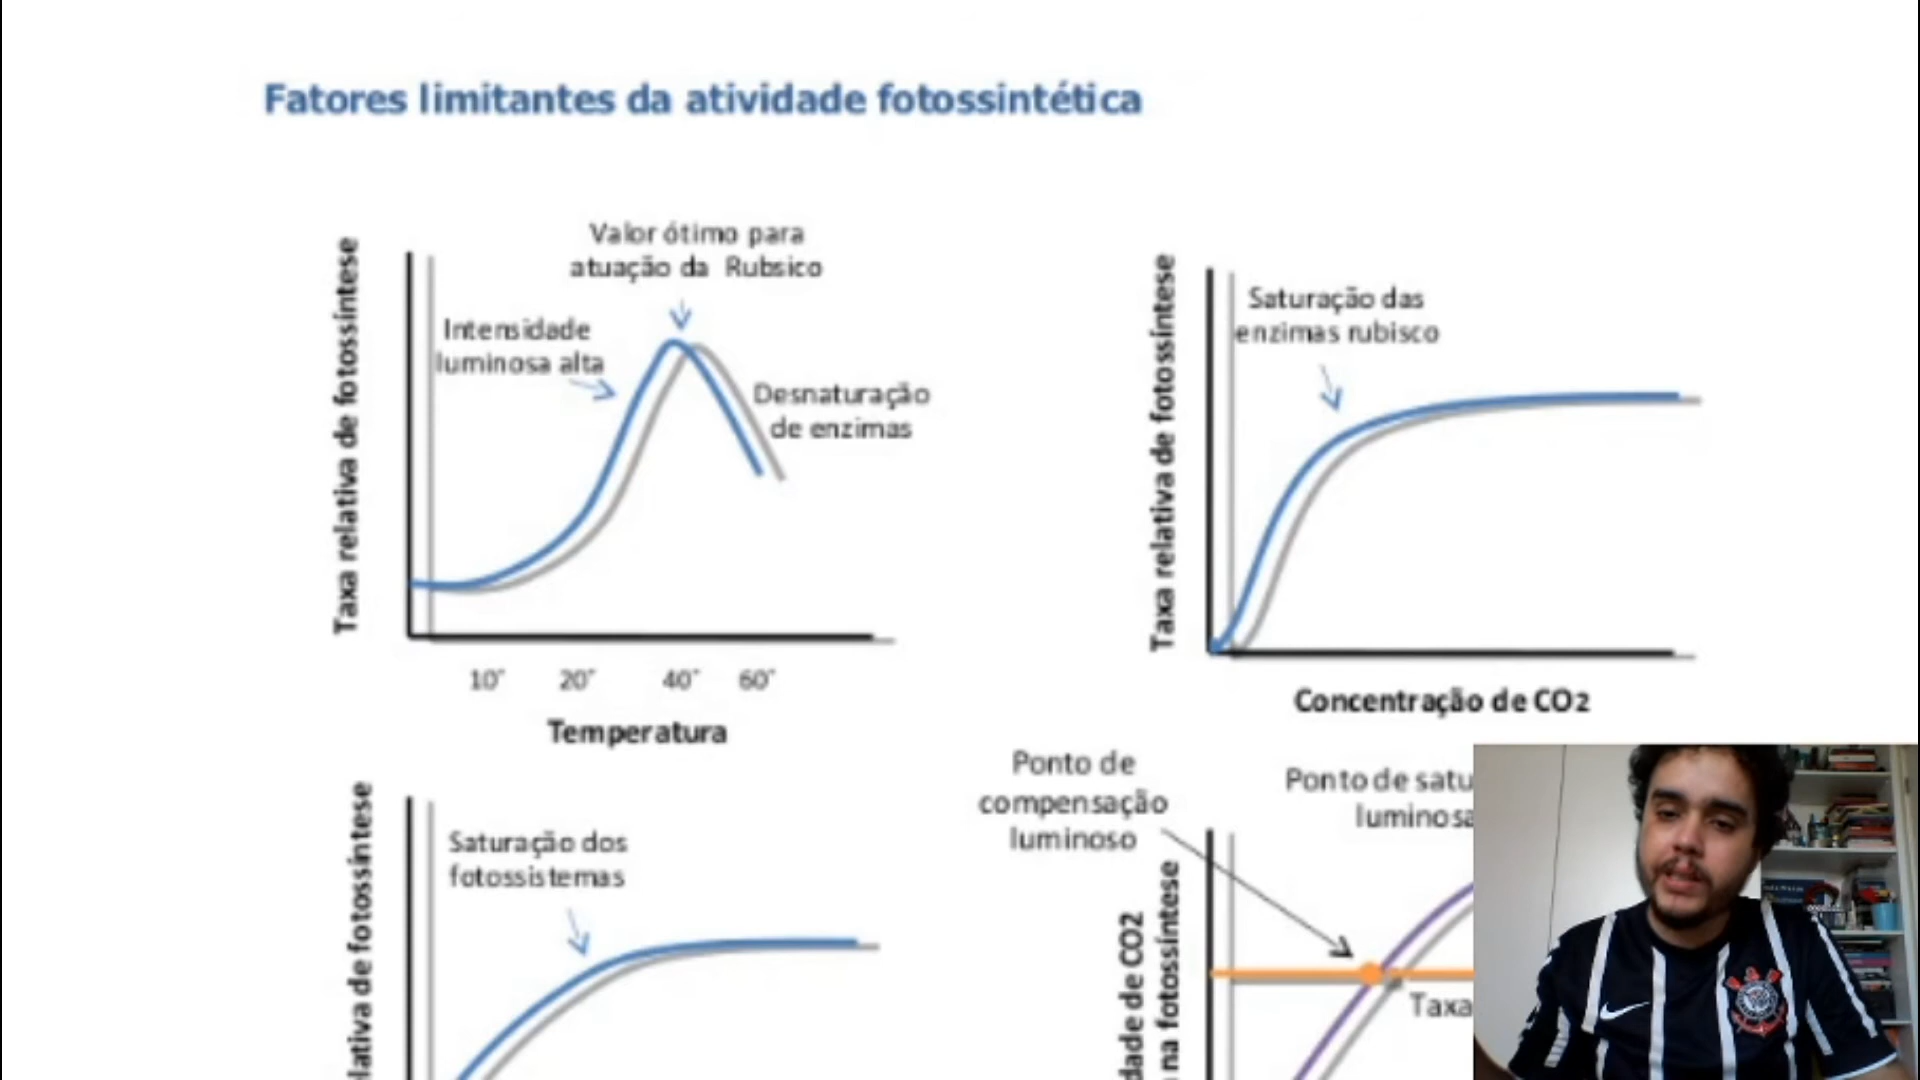 Fatores limitantes da atividade fotossintética
Valor ótimo para
atuação da Rubsico
Intensidade
luminosa alta
Desnaturação
de enzimas
Taxa relativa de fotossíntese
10˚
20˚
40˚
60˚
Temperatura
Saturação das
enzimas rubisco
Taxa relativa de fotossíntese
Concentração de CO2
Saturação dos
fotossistemas
elativa de fotossíntese
Ponto de
compensação
luminoso
Ponto de satu
luminosa
dade de CO2
na fotossíntese
Taxa